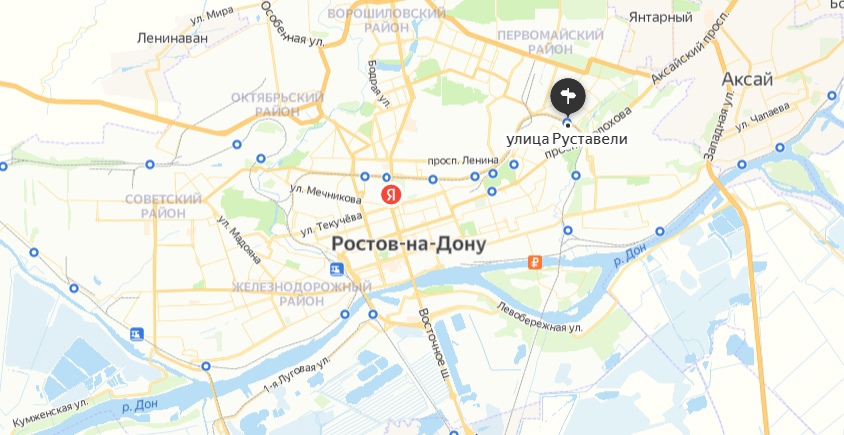 ул. Мира
Особенная ул.
ВОРОШИЛОВСКИЙ
РАЙОН
Янтарный
Ленинаван
ПЕРВОМАЙСКИЙ
РАЙОН
Аксайский просп.
Аксай
Бодрая ул.
ОКТЯБРЬСКИЙ
РАЙОН
Западная ул.
ул. Чапаева
улица Руставели
просп. Ленина
ул. Мечникова
Я
СОВЕТСКИЙ
РАЙОН
ул. Текучёва
ул. Мадояна
Ростов-на-Дону
р. Дон
₽
ЖЕЛЕЗНОДОРОЖНЫЙ
РАЙОН
Левобережная ул.
Восточное ш.
1-я Луговая ул.
Кумженская ул.
р. Дон